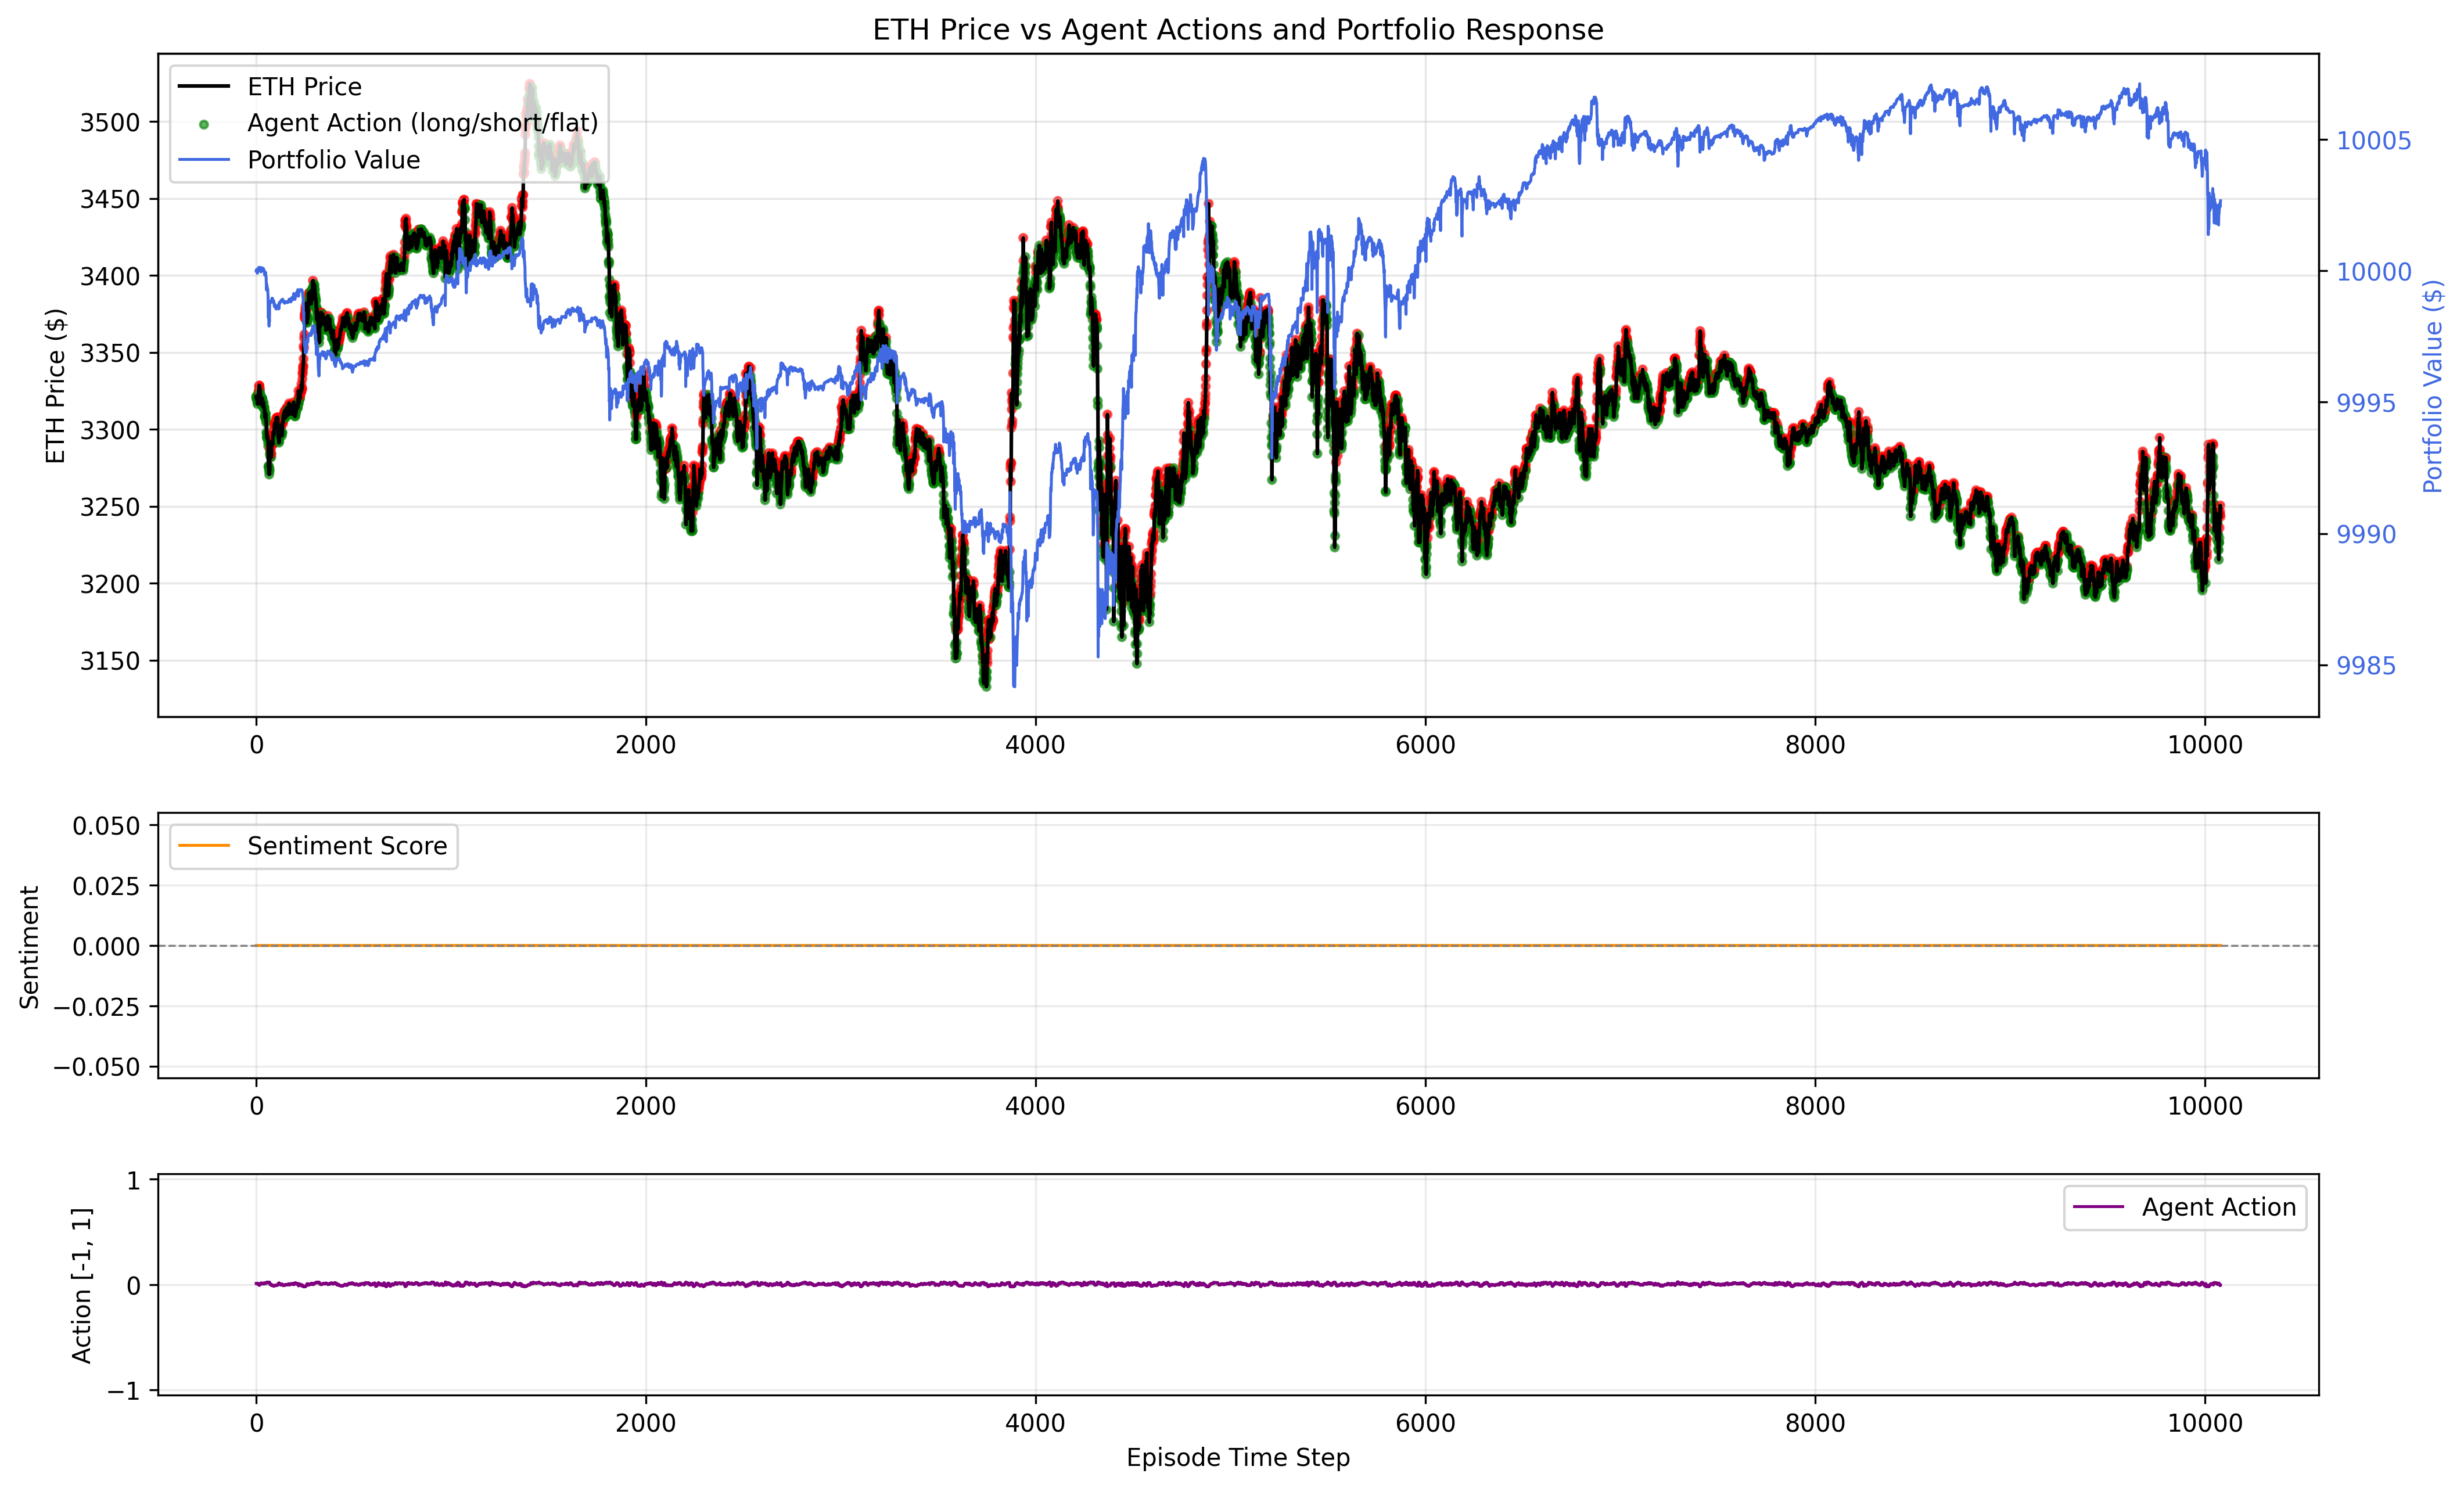 ETH Price vs Agent Actions and Portfolio Response
ETH Price
Agent Action (long/short/flat)
Portfolio Value
ETH Price ($)
3500
3450
3400
3350
3300
3250
3200
3150
10005
10000
9995
9990
9985
Portfolio Value ($)
0 2000 4000 6000 8000 10000
Sentiment Score
Sentiment
0.050
0.025
0.000
−0.025
−0.050
0 2000 4000 6000 8000 10000
Agent Action
Action [-1, 1]
1
0
−1
0 2000 4000 6000 8000 10000
Episode Time Step